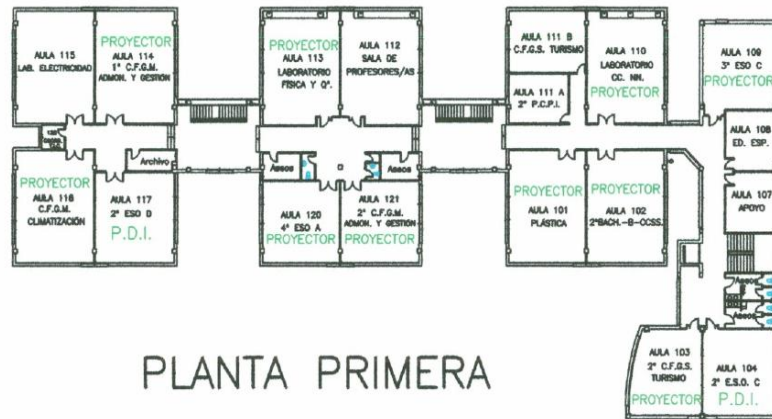 AULA 115
LAB. ELECTRICIDAD
PROYECTOR
AULA 114
1º C.F.G.M.
ADMON. Y GESTIÓN
PROYECTOR
AULA 113
LABORATORIO
FÍSICA Y Qª.
AULA 112
SALA DE
PROFESORES/AS
AULA 111 B
C.F.G.S. TURISMO
AULA 111 A
2º P.C.P.I.
AULA 110
LABORATORIO
CC. NN.
PROYECTOR
AULA 109
3º ESO C
PROYECTOR
AULA 108
ED. ESP.
AULA 107
APOYO
Archivo
PROYECTOR
AULA 116
C.F.G.M.
CLIMATIZACIÓN
AULA 117
2º ESO D
P.D.I.
Aseos
Aseos
AULA 120
4º ESO A
PROYECTOR
AULA 121
2º C.F.G.M.
ADMON. Y GESTIÓN
PROYECTOR
PROYECTOR
AULA 101
PLÁSTICA
PROYECTOR
AULA 102
2ºBACH.-B-CCSS.
Aseos
Aseos
AULA 103
2º C.F.G.S.
TURISMO
PROYECTOR
AULA 104
2º E.S.O. C
P.D.I.
PLANTA PRIMERA